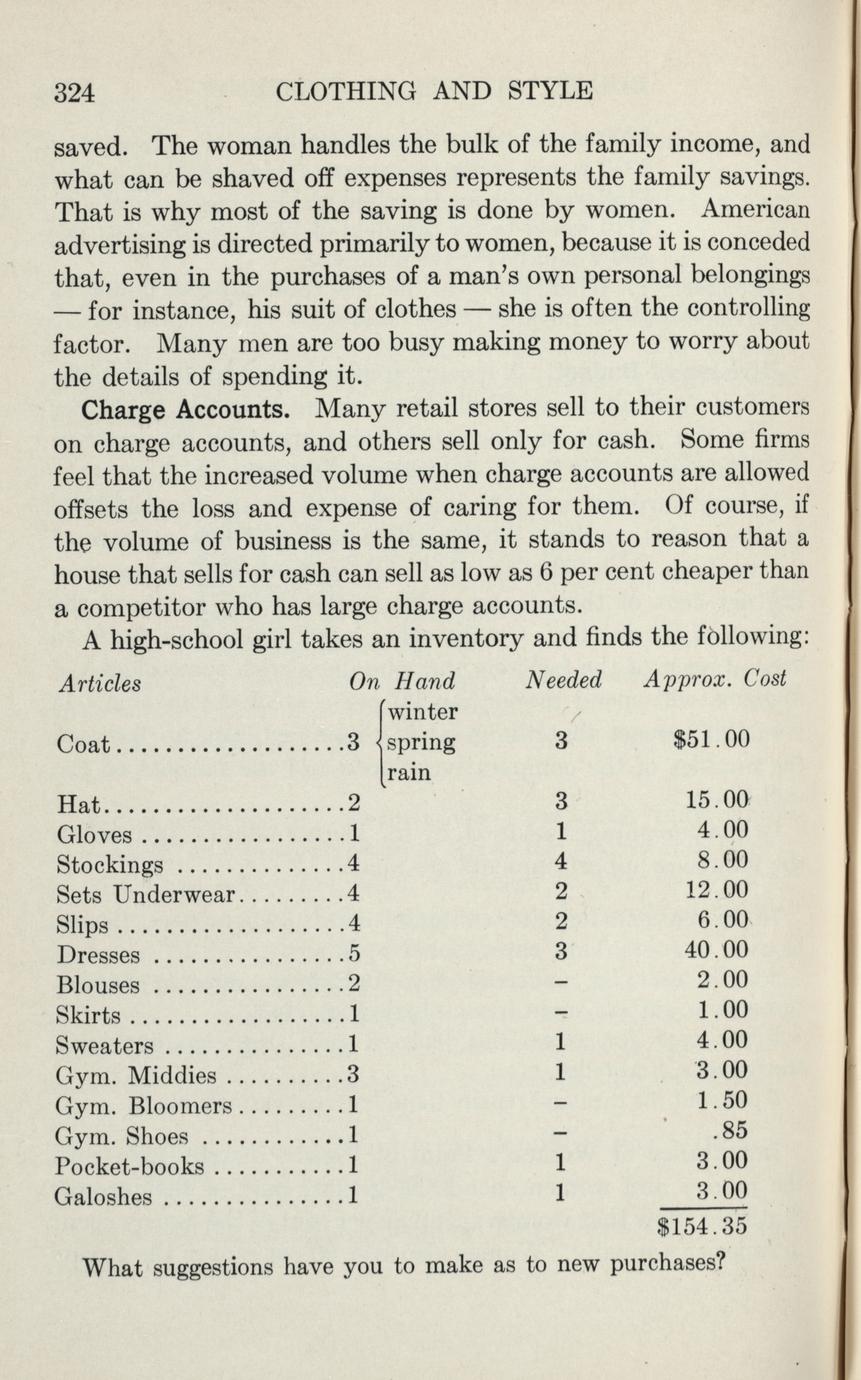 324 CLOTHING AND STYLE
saved. The woman handles the bulk of the family income, and
what can be shaved off expenses represents the family savings.
That is why most of the saving is done by women. American
advertising is directed primarily to women, because it is conceded
that, even in the purchases of a man's own personal belongings
— for instance, his suit of clothes — she is often the controlling
factor. Many men are too busy making money to worry about
the details of spending it.
Charge Accounts. Many retail stores sell to their customers
on charge accounts, and others sell only for cash. Some firms
feel that the increased volume when charge accounts are allowed
offsets the loss and expense of caring for them. Of course, if
the volume of business is the same, it stands to reason that a
house that sells for cash can sell as low as 6 per cent cheaper than
a competitor who has large charge accounts.
A high-school girl takes an inventory and finds the following:
Articles On Hand Needed Approx. Cost
winter
Coat...................3 spring 3 $51.00
rain
Hat....................2 3 15.00
Gloves .................1 1 4.00
Stockings ..............4 4 8.00
Sets Underwear.........4 2 12.00
Slips ...................4 2 6.00
Dresses ................5 3 40.00
Blouses ................2 – 2.00
Skirts ..................1 – 1.00
Sweaters ...............1 1 4.00
Gym. Middies ..........3 1 3.00
Gym. Bloomers.........1 – 1.50
Gym. Shoes ............1 – .85
Pocket-books ...........1 1 3.00
Galoshes ...............1 1 3.00
$154.35
What suggestions have you to make as to new purchases?